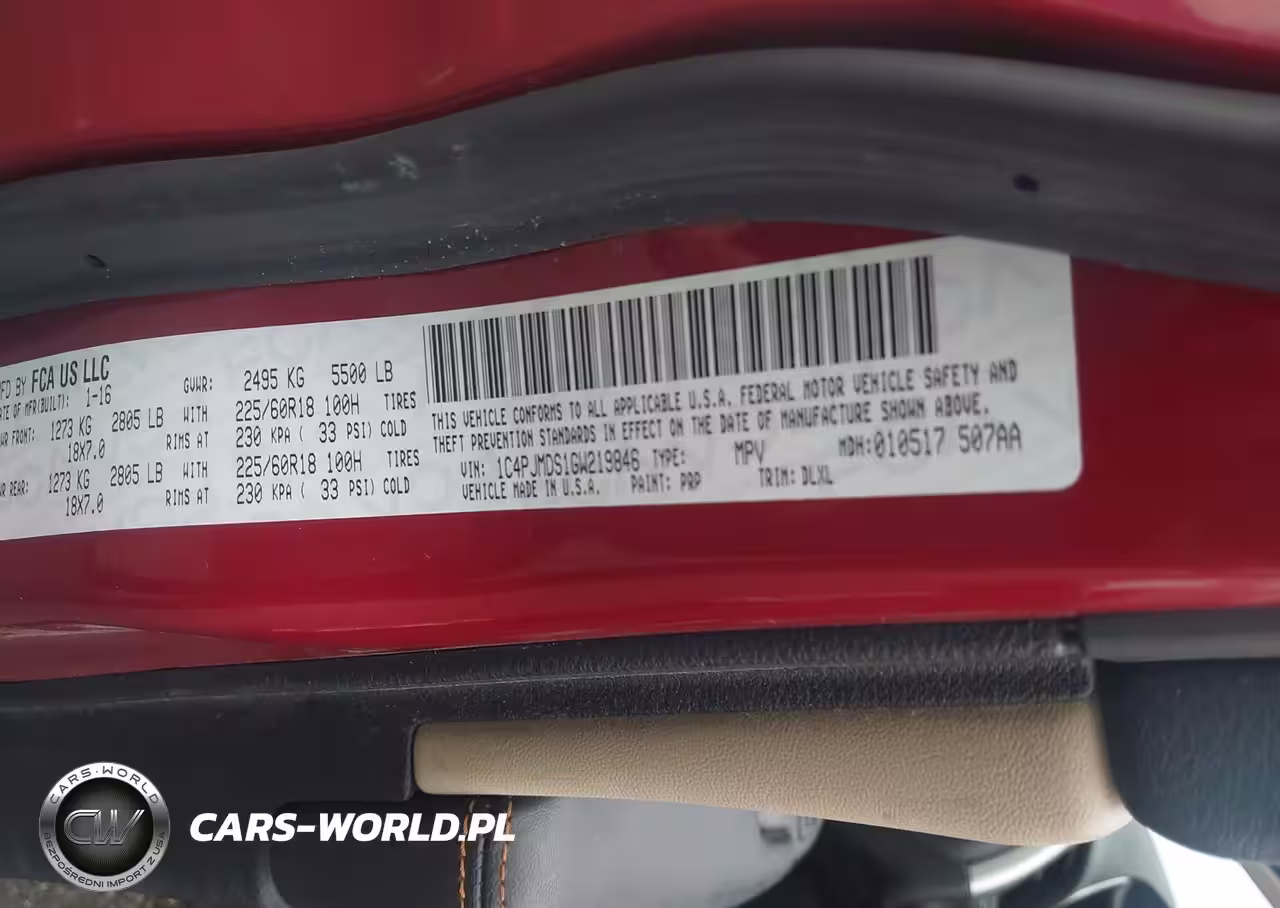 FD BY FCA US LLC
ATE OF MFR(BUILT): 1-16
GVWR: 2495 KG 5500 LB
WR FRONT: 1273 KG 2805 LB WITH 225/60R18 100H TIRES
18X7.0 RIMS AT 230 KPA ( 33 PSI) COLD
WR REAR: 1273 KG 2805 LB WITH 225/60R18 100H TIRES
18X7.0 RIMS AT 230 KPA ( 33 PSI) COLD
THIS VEHICLE CONFORMS TO ALL APPLICABLE U.S.A. FEDERAL MOTOR VEHICLE SAFETY AND
THEFT PREVENTION STANDARDS IN EFFECT ON THE DATE OF MANUFACTURE SHOWN ABOVE.
VIN: 1C4PJMDS1GW219846 TYPE: MPV MDH:010517 507AA
VEHICLE MADE IN U.S.A. PAINT: PRP TRIM: DLXL
CARS-WORLD
CW
BEZPOŚREDNI IMPORT Z USA
CARS-WORLD.PL